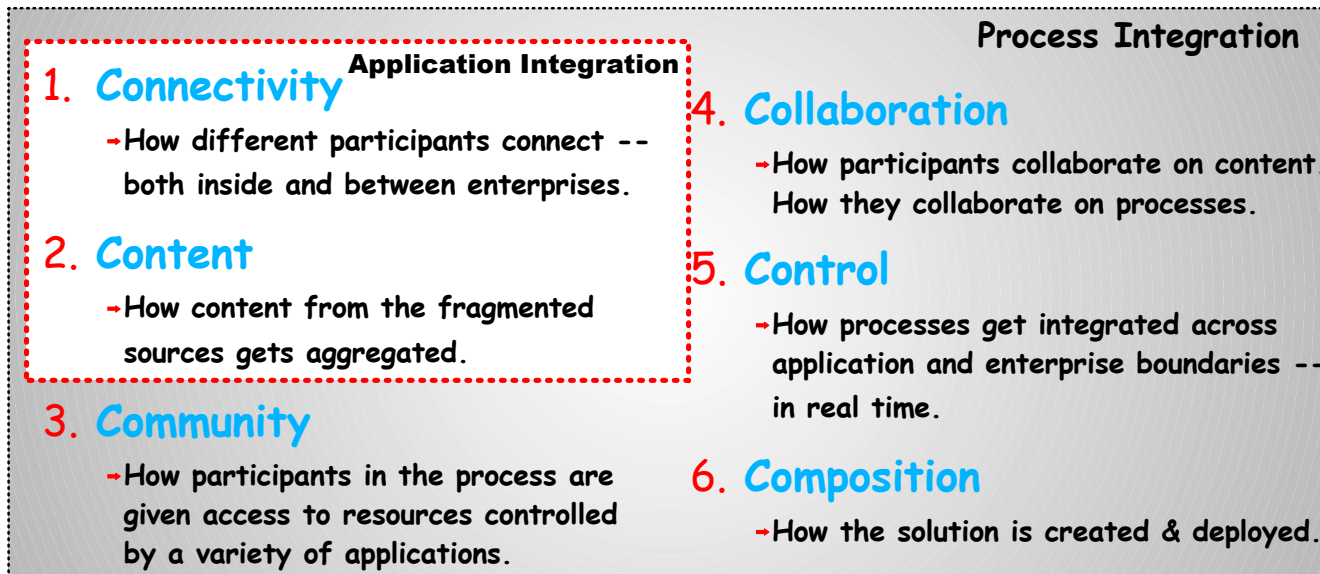 Process Integration
Application Integration
1. Connectivity
How different participants connect --
both inside and between enterprises.
2. Content
How content from the fragmented
sources gets aggregated.
3. Community
How participants in the process are
given access to resources controlled
by a variety of applications.
4. Collaboration
How participants collaborate on content.
How they collaborate on processes.
5. Control
How processes get integrated across
application and enterprise boundaries --
in real time.
6. Composition
How the solution is created & deployed.